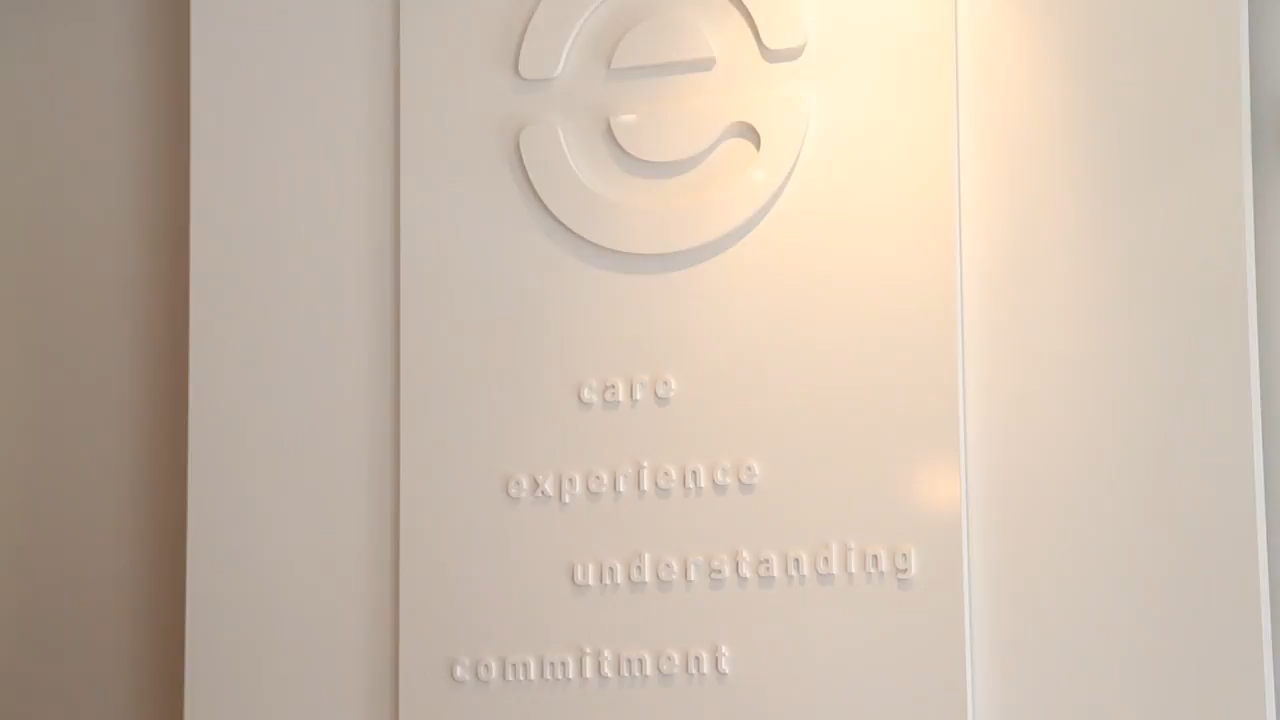 e
care
experience
understanding
commitment